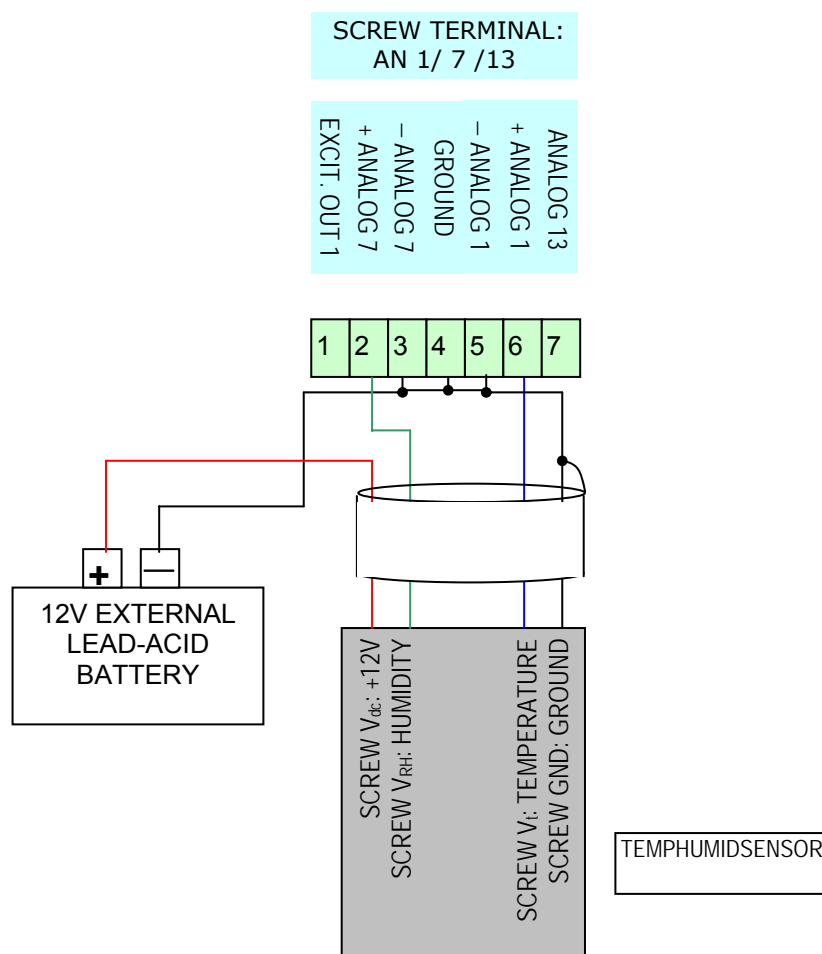 SCREW TERMINAL:
AN 1/ 7 /13
EXCIT. OUT 1
+ ANALOG 7
– ANALOG 7
GROUND
– ANALOG 1
+ ANALOG 1
ANALOG 13
1 2 3 4 5 6 7
+ —
12V EXTERNAL
LEAD-ACID
BATTERY
SCREW Vdc: +12V
SCREW VRH: HUMIDITY
SCREW Vt: TEMPERATURE
SCREW GND: GROUND
TEMPHUMIDSENSOR